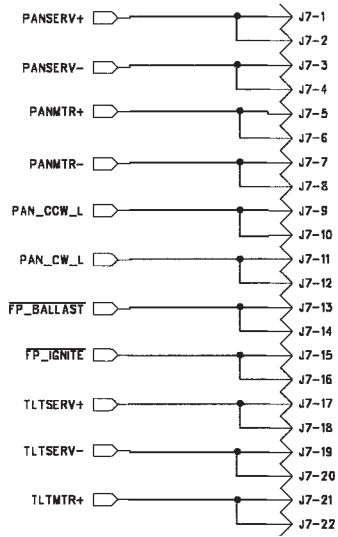 PANSERV+ J7-1
J7-2
PANSERV- J7-3
J7-4
PANMTR+ J7-5
J7-6
PANMTR- J7-7
J7-8
PAN_CCW_L J7-9
J7-10
PAN_CW_L J7-11
J7-12
FP_BALLAST J7-13
J7-14
FP_IGNITE J7-15
J7-16
TLTSERV+ J7-17
J7-18
TLTSERV- J7-19
J7-20
TLTMTR+ J7-21
J7-22